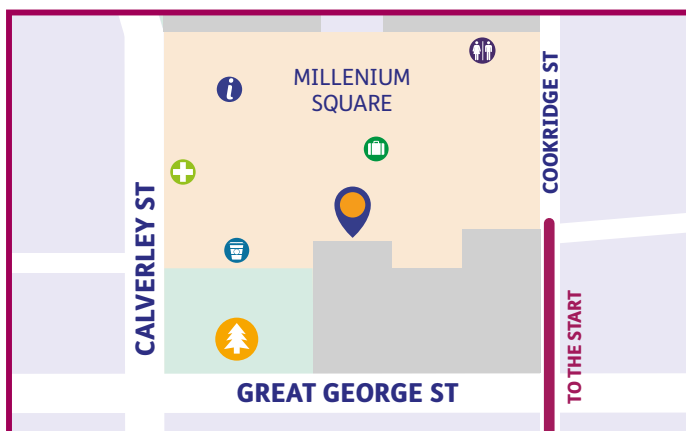 MILLENIUM
SQUARE
COOKRIDGE ST
i
CALVERLEY ST
TO THE START
GREAT GEORGE ST